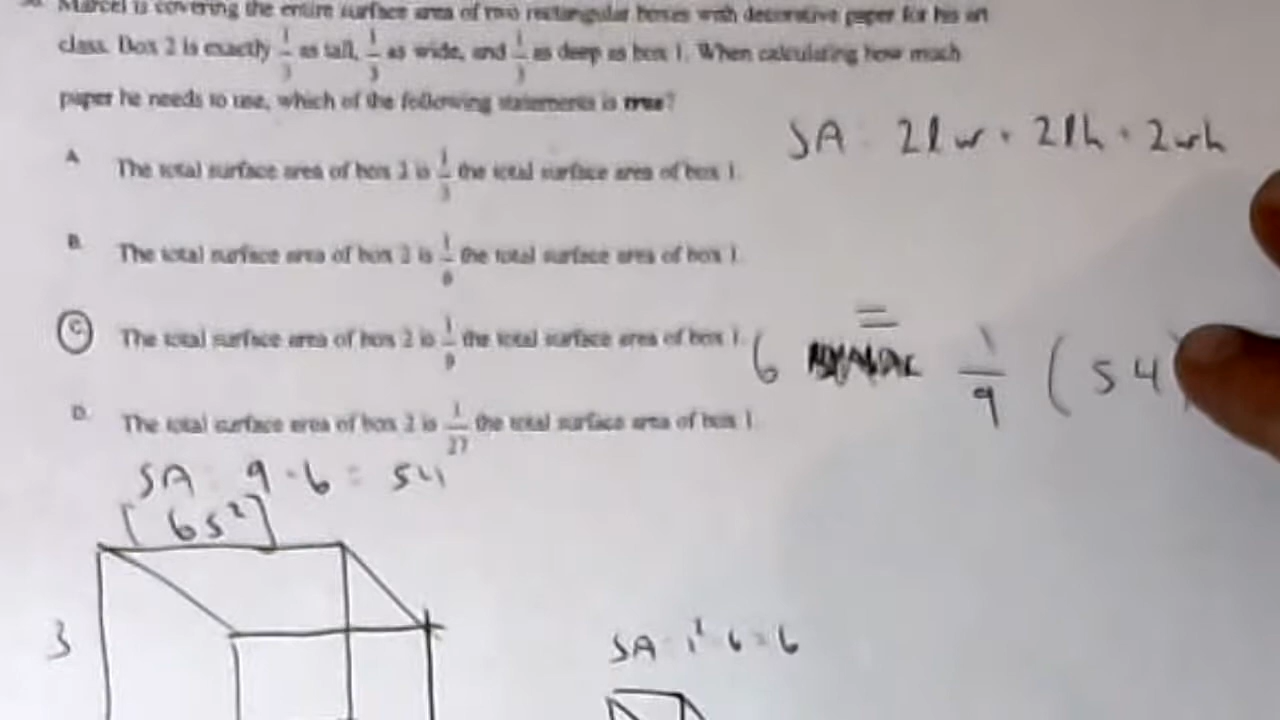 Marcel is covering the entire surface area of two rectangular boxes with decorative paper for his art
class. Box 2 is exactly 1/3 as tall, 1/3 as wide, and 1/3 as deep as box 1. When calculating how much
paper he needs to use, which of the following statements is true?
SA: 2lw + 2lh + 2wh
A. The total surface area of box 2 is 1/3 the total surface area of box 1.
B. The total surface area of box 2 is 1/6 the total surface area of box 1.
C. The total surface area of box 2 is 1/9 the total surface area of box 1.
6 = 1/9 (54)
D. The total surface area of box 2 is 1/27 the total surface area of box 1.
SA: 9·6 = 54
[6s²]
3
SA: 1²·6 = 6